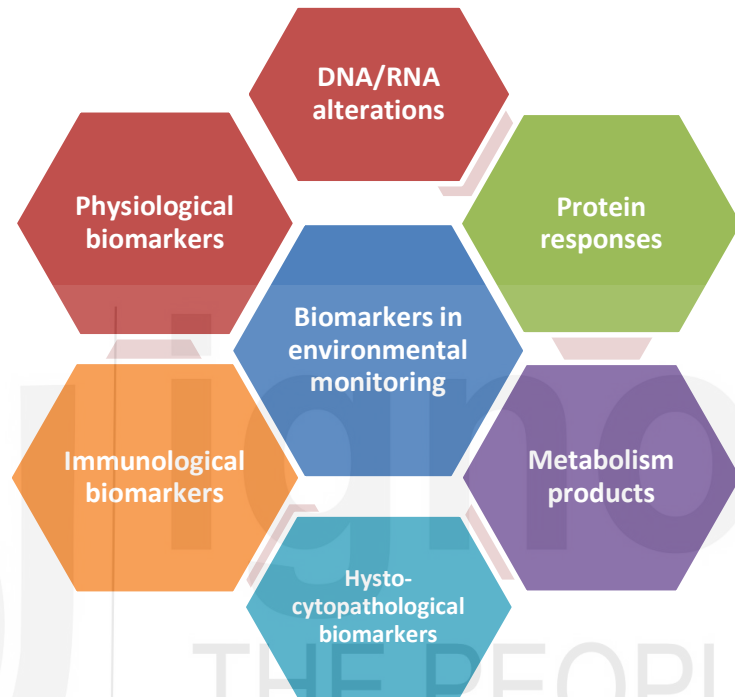 DNA/RNA
alterations
Physiological
biomarkers
Protein
responses
Biomarkers in
environmental
monitoring
Immunological
biomarkers
Metabolism
products
Hysto-
cytopathological
biomarkers
THE PEOPL